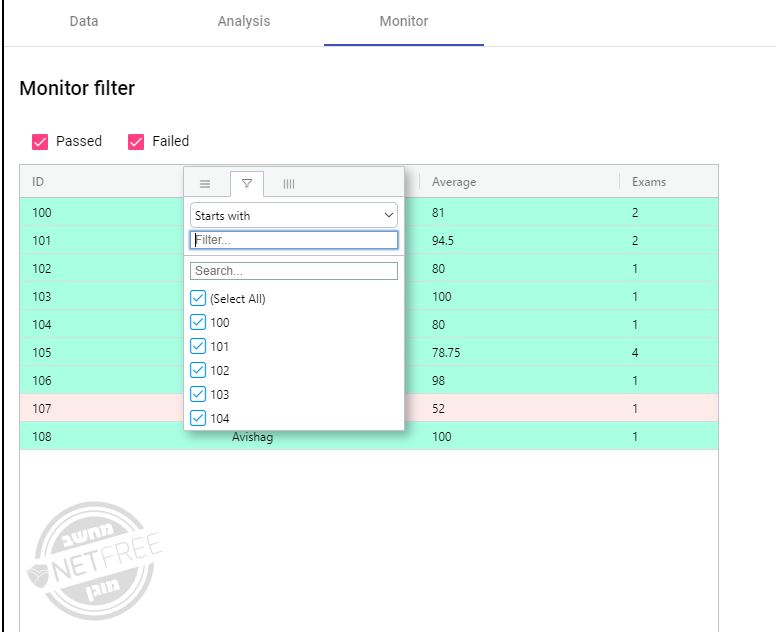 Data Analysis Monitor
Monitor filter
Passed Failed
ID Average Exams
Starts with
Filter...
Search...
(Select All)
100
101
102
103
104
100 81 2
101 94.5 2
102 80 1
103 100 1
104 80 1
105 78.75 4
106 98 1
107 52 1
108 Avishag 100 1
מחשב
NETFREE
מוגן